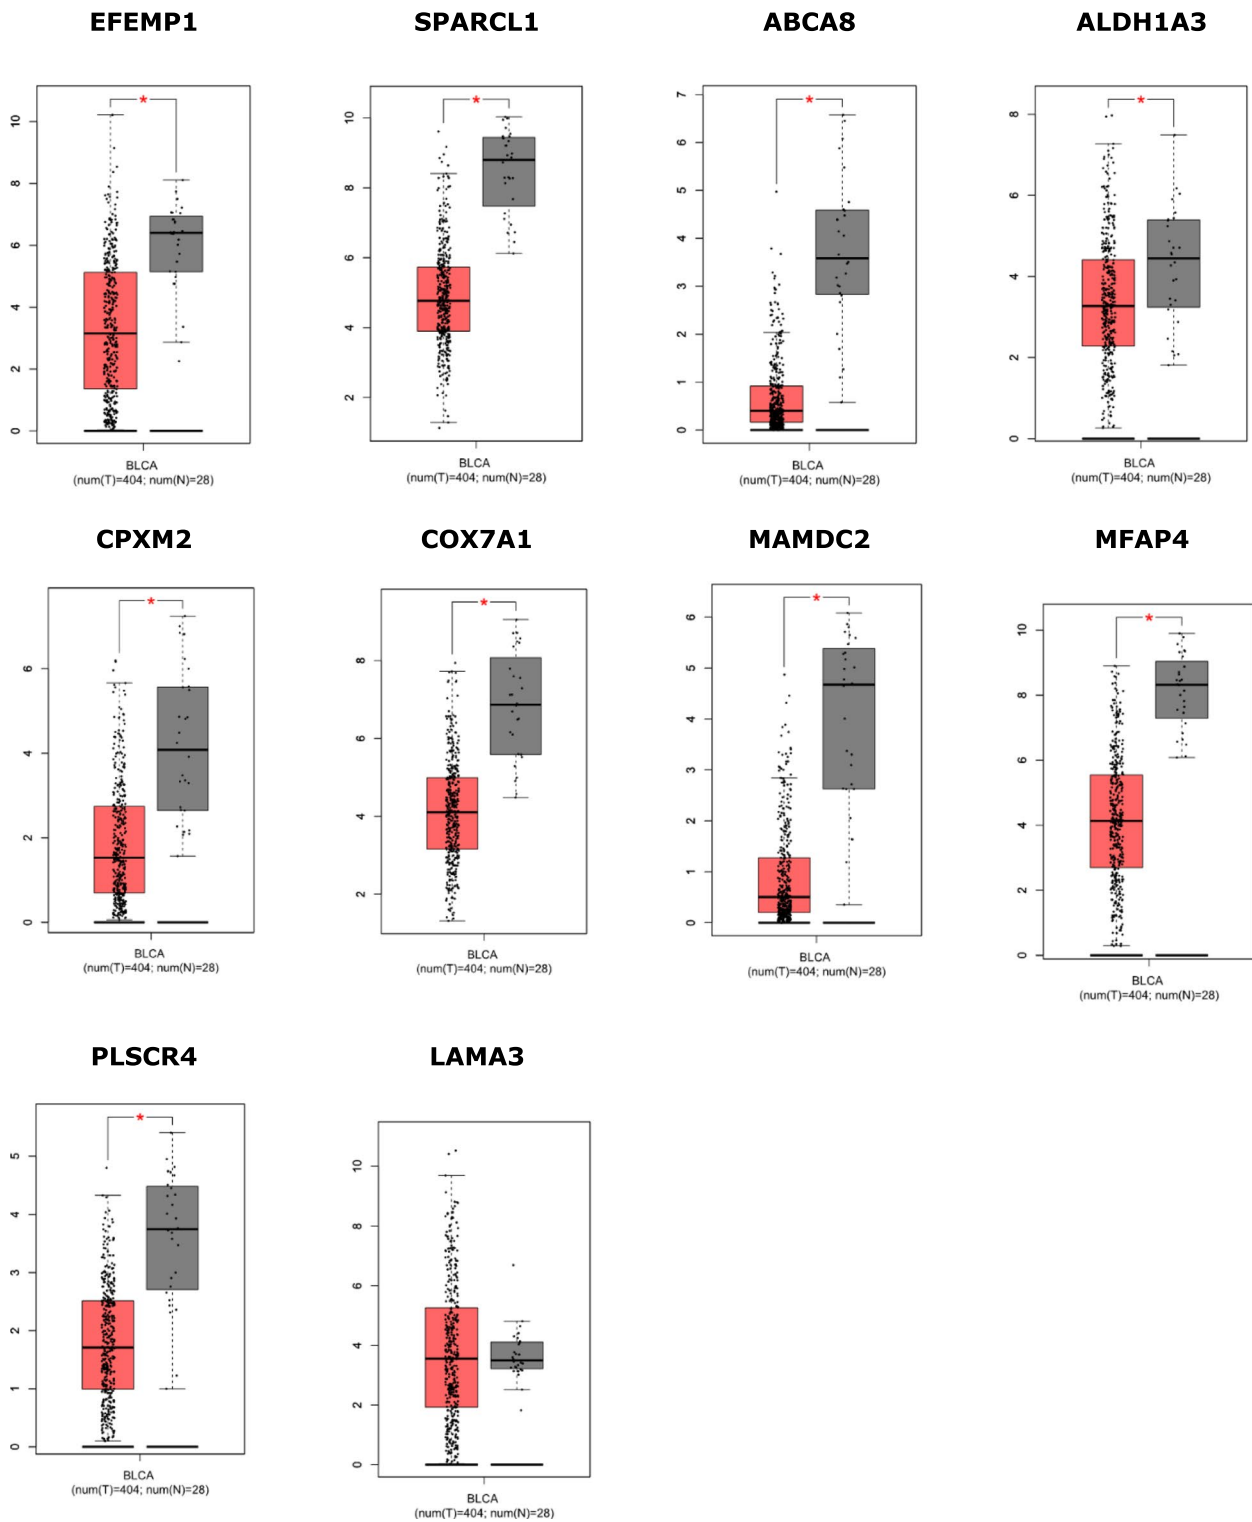 EFEMP1 SPARCL1 ABCA8 ALDH1A3
*
0 2 4 6 8 10
BLCA
(num(T)=404; num(N)=28)
*
2 4 6 8 10
BLCA
(num(T)=404; num(N)=28)
*
0 1 2 3 4 5 6 7
BLCA
(num(T)=404; num(N)=28)
*
0 2 4 6 8
BLCA
(num(T)=404; num(N)=28)
CPXM2 COX7A1 MAMDC2 MFAP4
*
0 2 4 6
BLCA
(num(T)=404; num(N)=28)
*
2 4 6 8
BLCA
(num(T)=404; num(N)=28)
*
0 1 2 3 4 5 6
BLCA
(num(T)=404; num(N)=28)
*
0 2 4 6 8 10
BLCA
(num(T)=404; num(N)=28)
PLSCR4 LAMA3
*
0 1 2 3 4 5
BLCA
(num(T)=404; num(N)=28)
0 2 4 6 8 10
BLCA
(num(T)=404; num(N)=28)